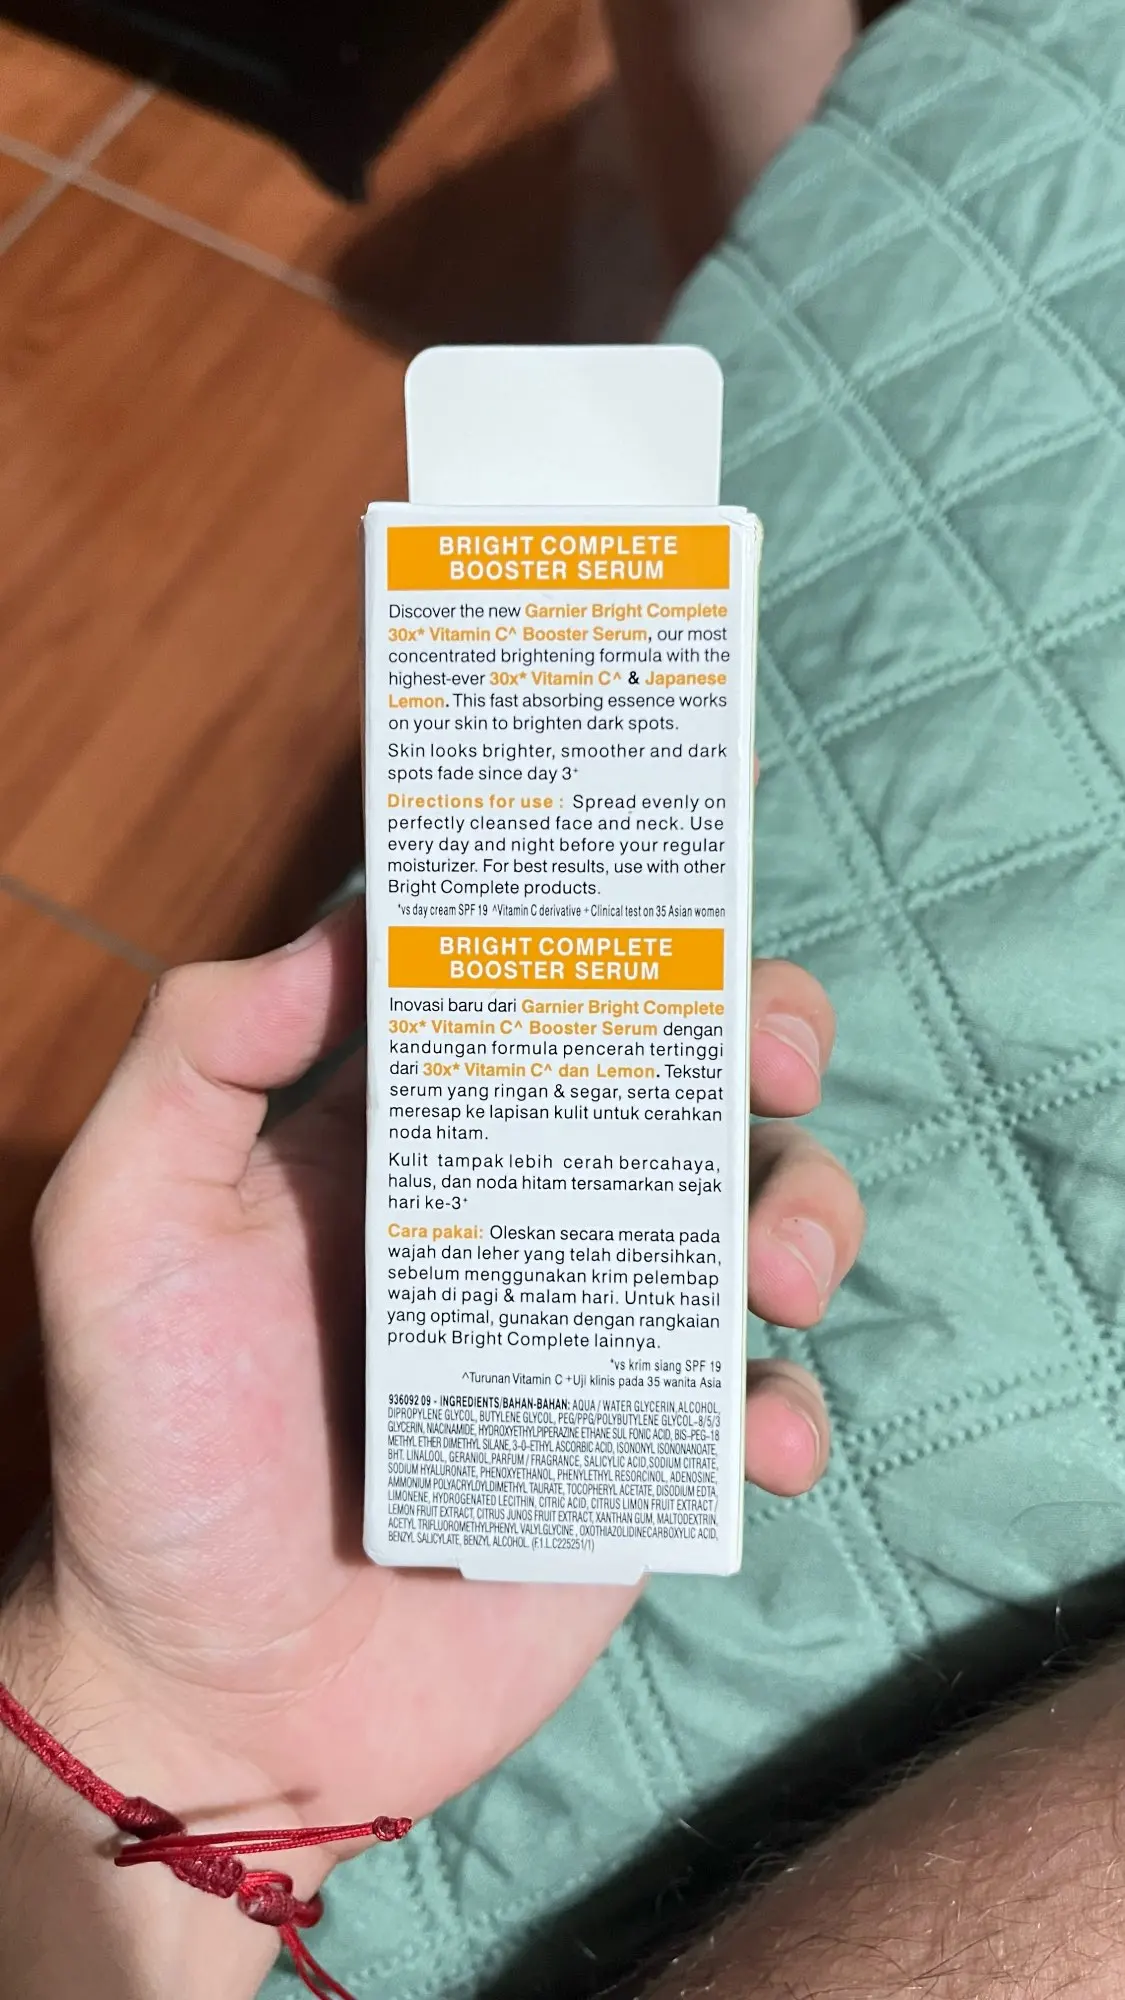 BRIGHT COMPLETE
BOOSTER SERUM
Discover the new Garnier Bright Complete
30x* Vitamin C^ Booster Serum, our most
concentrated brightening formula with the
highest-ever 30x* Vitamin C^ & Japanese
Lemon. This fast absorbing essence works
on your skin to brighten dark spots.
Skin looks brighter, smoother and dark
spots fade since day 3+
Directions for use : Spread evenly on
perfectly cleansed face and neck. Use
every day and night before your regular
moisturizer. For best results, use with other
Bright Complete products.
*vs day cream SPF 19 ^Vitamin C derivative +Clinical test on 35 Asian women
BRIGHT COMPLETE
BOOSTER SERUM
Inovasi baru dari Garnier Bright Complete
30x* Vitamin C^ Booster Serum dengan
kandungan formula pencerah tertinggi
dari 30x* Vitamin C^ dan Lemon. Tekstur
serum yang ringan & segar, serta cepat
meresap ke lapisan kulit untuk cerahkan
noda hitam.
Kulit tampak lebih cerah bercahaya,
halus, dan noda hitam tersamarkan sejak
hari ke-3+
Cara pakai: Oleskan secara merata pada
wajah dan leher yang telah dibersihkan,
sebelum menggunakan krim pelembap
wajah di pagi & malam hari. Untuk hasil
yang optimal, gunakan dengan rangkaian
produk Bright Complete lainnya.
*vs krim siang SPF 19
^Turunan Vitamin C +Uji klinis pada 35 wanita Asia
936092 09 - INGREDIENTS/BAHAN-BAHAN: AQUA / WATER GLYCERIN, ALCOHOL,
DIPROPYLENE GLYCOL, BUTYLENE GLYCOL, PEG/PPG/POLYBUTYLENE GLYCOL-8/5/3
GLYCERIN, NIACINAMIDE, HYDROXYETHYLPIPERAZINE ETHANE SUL FONIC ACID, BIS-PEG-18
METHYL ETHER DIMETHYL SILANE, 3-O-ETHYL ASCORBIC ACID, ISONONYL ISONONANOATE,
BHT, LINALOOL, GERANIOL, PARFUM / FRAGRANCE, SALICYLIC ACID, SODIUM CITRATE,
SODIUM HYALURONATE, PHENOXYETHANOL, PHENYLETHYL RESORCINOL, ADENOSINE,
AMMONIUM POLYACRYLOYLDIMETHYL TAURATE, TOCOPHERYL ACETATE, DISODIUM EDTA,
LIMONENE, HYDROGENATED LECITHIN, CITRIC ACID, CITRUS LIMON FRUIT EXTRACT /
LEMON FRUIT EXTRACT, CITRUS JUNOS FRUIT EXTRACT, XANTHAN GUM, MALTODEXTRIN,
ACETYL TRIFLUOROMETHYLPHENYL VALYLGLYCINE , OXOTHIAZOLIDINECARBOXYLIC ACID,
BENZYL SALICYLATE, BENZYL ALCOHOL. (F.I.L.C225251/1)